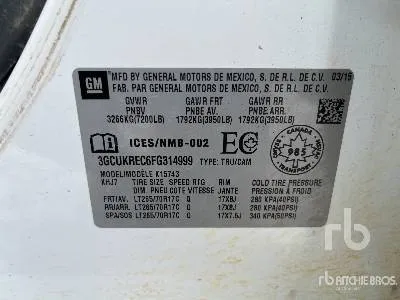 GM
MFD BY GENERAL MOTORS DE MEXICO, S. DE R.L. DE C.V. 03/15
FAB. PAR GENERAL MOTORS DE MEXICO, S. DE R.L. DE C.V.
GVWR GAWR FRT GAWR RR
PNBV PNBE AV. PNBE ARR.
3266KG(7200LB) 1792KG(3950LB) 1792KG(3950LB)
ICES/NMB-002 EC
CANADA
985
TRANSPORT
3GCUKREC6FG314999 TYPE: TRU/CAM
MODEL/MODÈLE K15743
KHJ7 TIRE SIZE SPEED RTG RIM COLD TIRE PRESSURE
DIM. PNEU COTE VITESSE JANTE PRESSION A FROID
FRT/AV. LT265/70R17C Q 17X8J 280 KPA(40PSI)
RR/ARR. LT265/70R17C Q 17X8J 280 KPA(40PSI)
SPA/SOS LT265/70R17C Q 17X7.5J 340 KPA(50PSI)
rb RITCHIE BROS.
Auctioneers